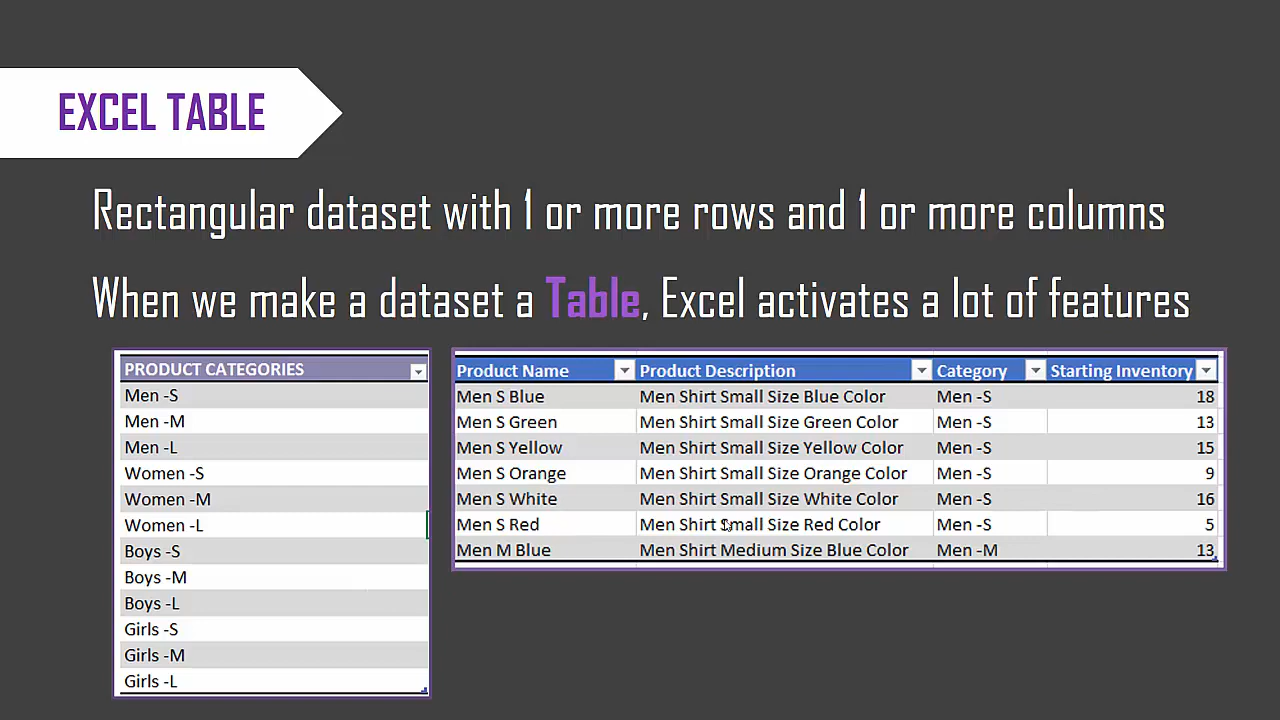 EXCEL TABLE
Rectangular dataset with 1 or more rows and 1 or more columns
When we make a dataset a Table, Excel activates a lot of features
PRODUCT CATEGORIES
Men -S
Men -M
Men -L
Women -S
Women -M
Women -L
Boys -S
Boys -M
Boys -L
Girls -S
Girls -M
Girls -L
Product Name Product Description Category Starting Inventory
Men S Blue Men Shirt Small Size Blue Color Men -S 18
Men S Green Men Shirt Small Size Green Color Men -S 13
Men S Yellow Men Shirt Small Size Yellow Color Men -S 15
Men S Orange Men Shirt Small Size Orange Color Men -S 9
Men S White Men Shirt Small Size White Color Men -S 16
Men S Red Men Shirt Small Size Red Color Men -S 5
Men M Blue Men Shirt Medium Size Blue Color Men -M 13